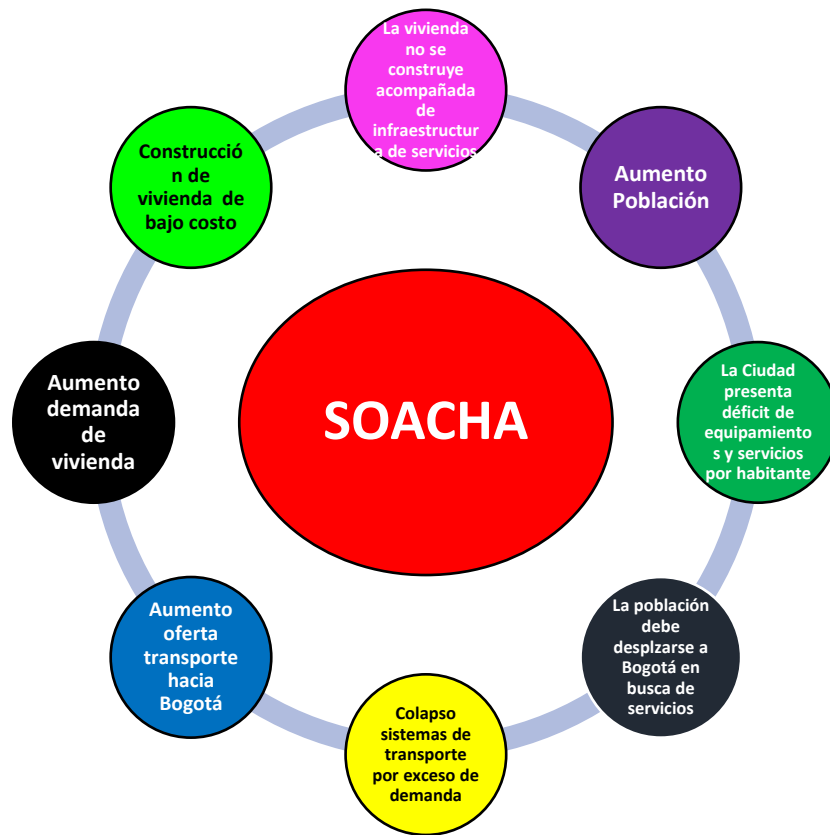 La vivienda
no se
construye
acompañada
de
infraestructur
a de servicios
Aumento
Población
La Ciudad
presenta
déficit de
equipamiento
s y servicios
por habitante
La población
debe
desplzarse a
Bogotá en
busca de
servicios
Colapso
sistemas de
transporte
por exceso de
demanda
Aumento
oferta
transporte
hacia
Bogotá
Aumento
demanda
de
vivienda
Construcció
n de
vivienda de
bajo costo
SOACHA